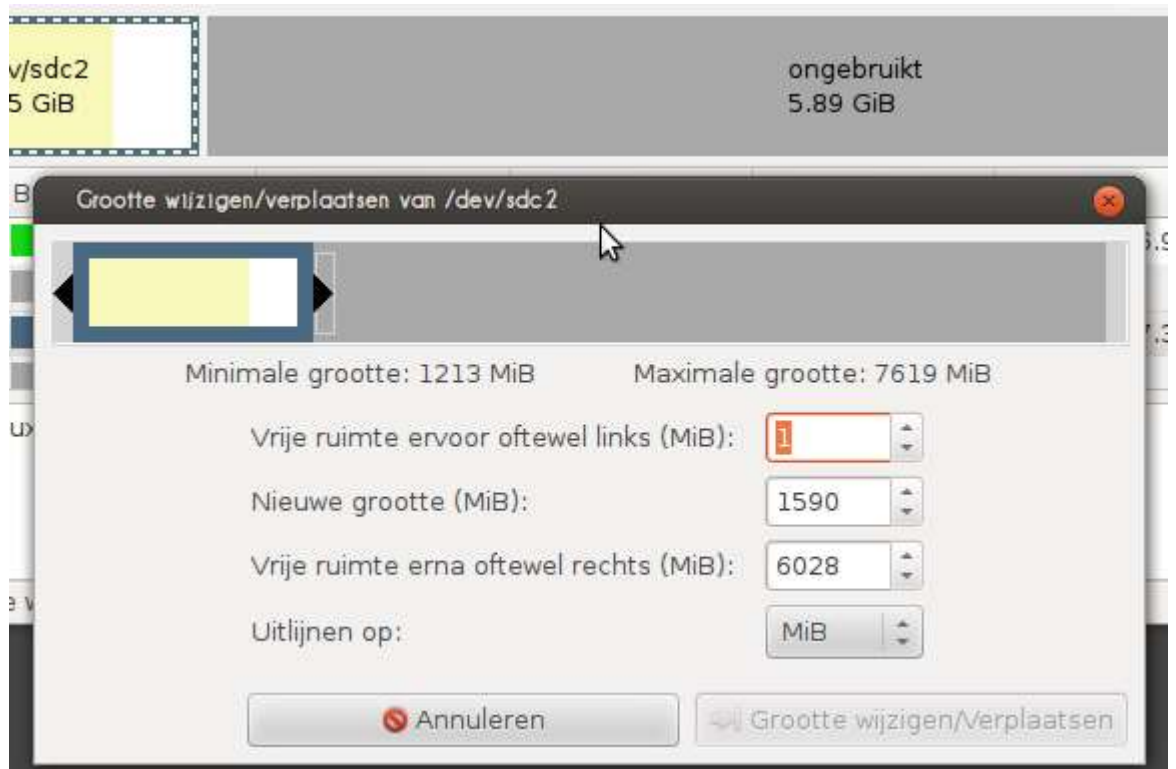 v/sdc2
5 GiB
ongebruikt
5.89 GiB
B
Grootte wijzigen/verplaatsen van /dev/sdc2
Minimale grootte: 1213 MiB
Maximale grootte: 7619 MiB
Vrije ruimte ervoor oftewel links (MiB): 1
Nieuwe grootte (MiB): 1590
Vrije ruimte erna oftewel rechts (MiB): 6028
Uitlijnen op: MiB
Annuleren
Grootte wijzigen/Verplaatsen